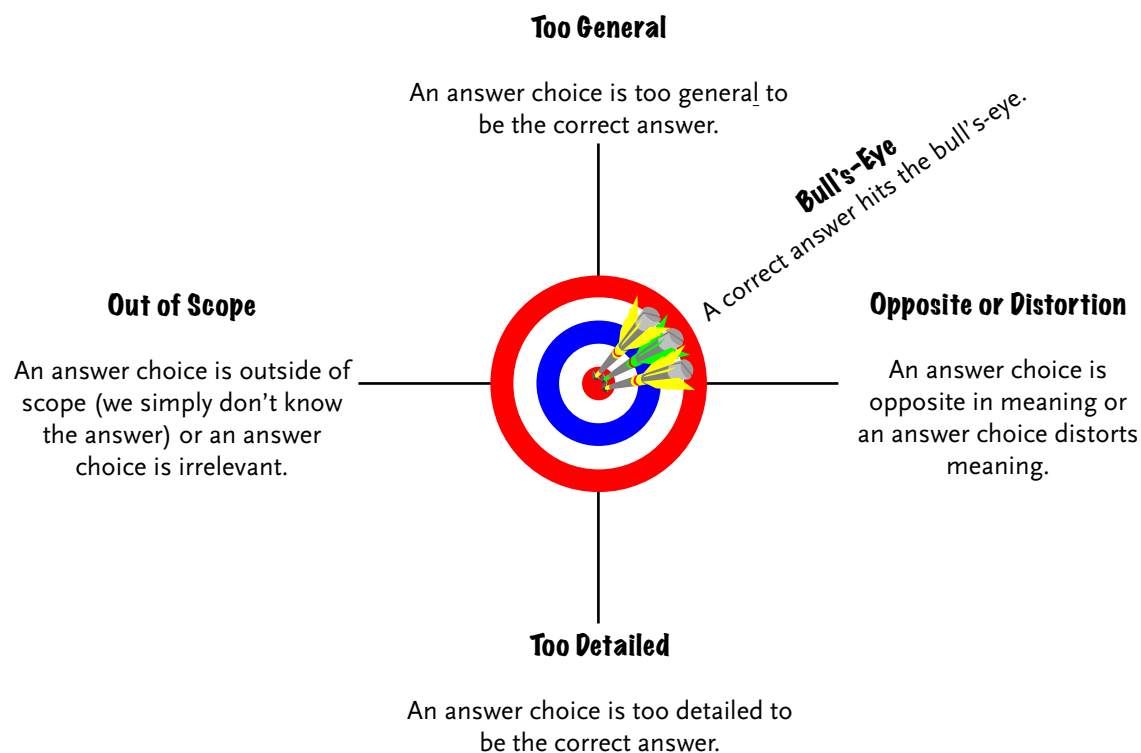 Too General
An answer choice is too general to
be the correct answer.
Bull's-Eye
A correct answer hits the bull's-eye.
Out of Scope
An answer choice is outside of
scope (we simply don't know
the answer) or an answer
choice is irrelevant.
Opposite or Distortion
An answer choice is
opposite in meaning or
an answer choice distorts
meaning.
Too Detailed
An answer choice is too detailed to
be the correct answer.